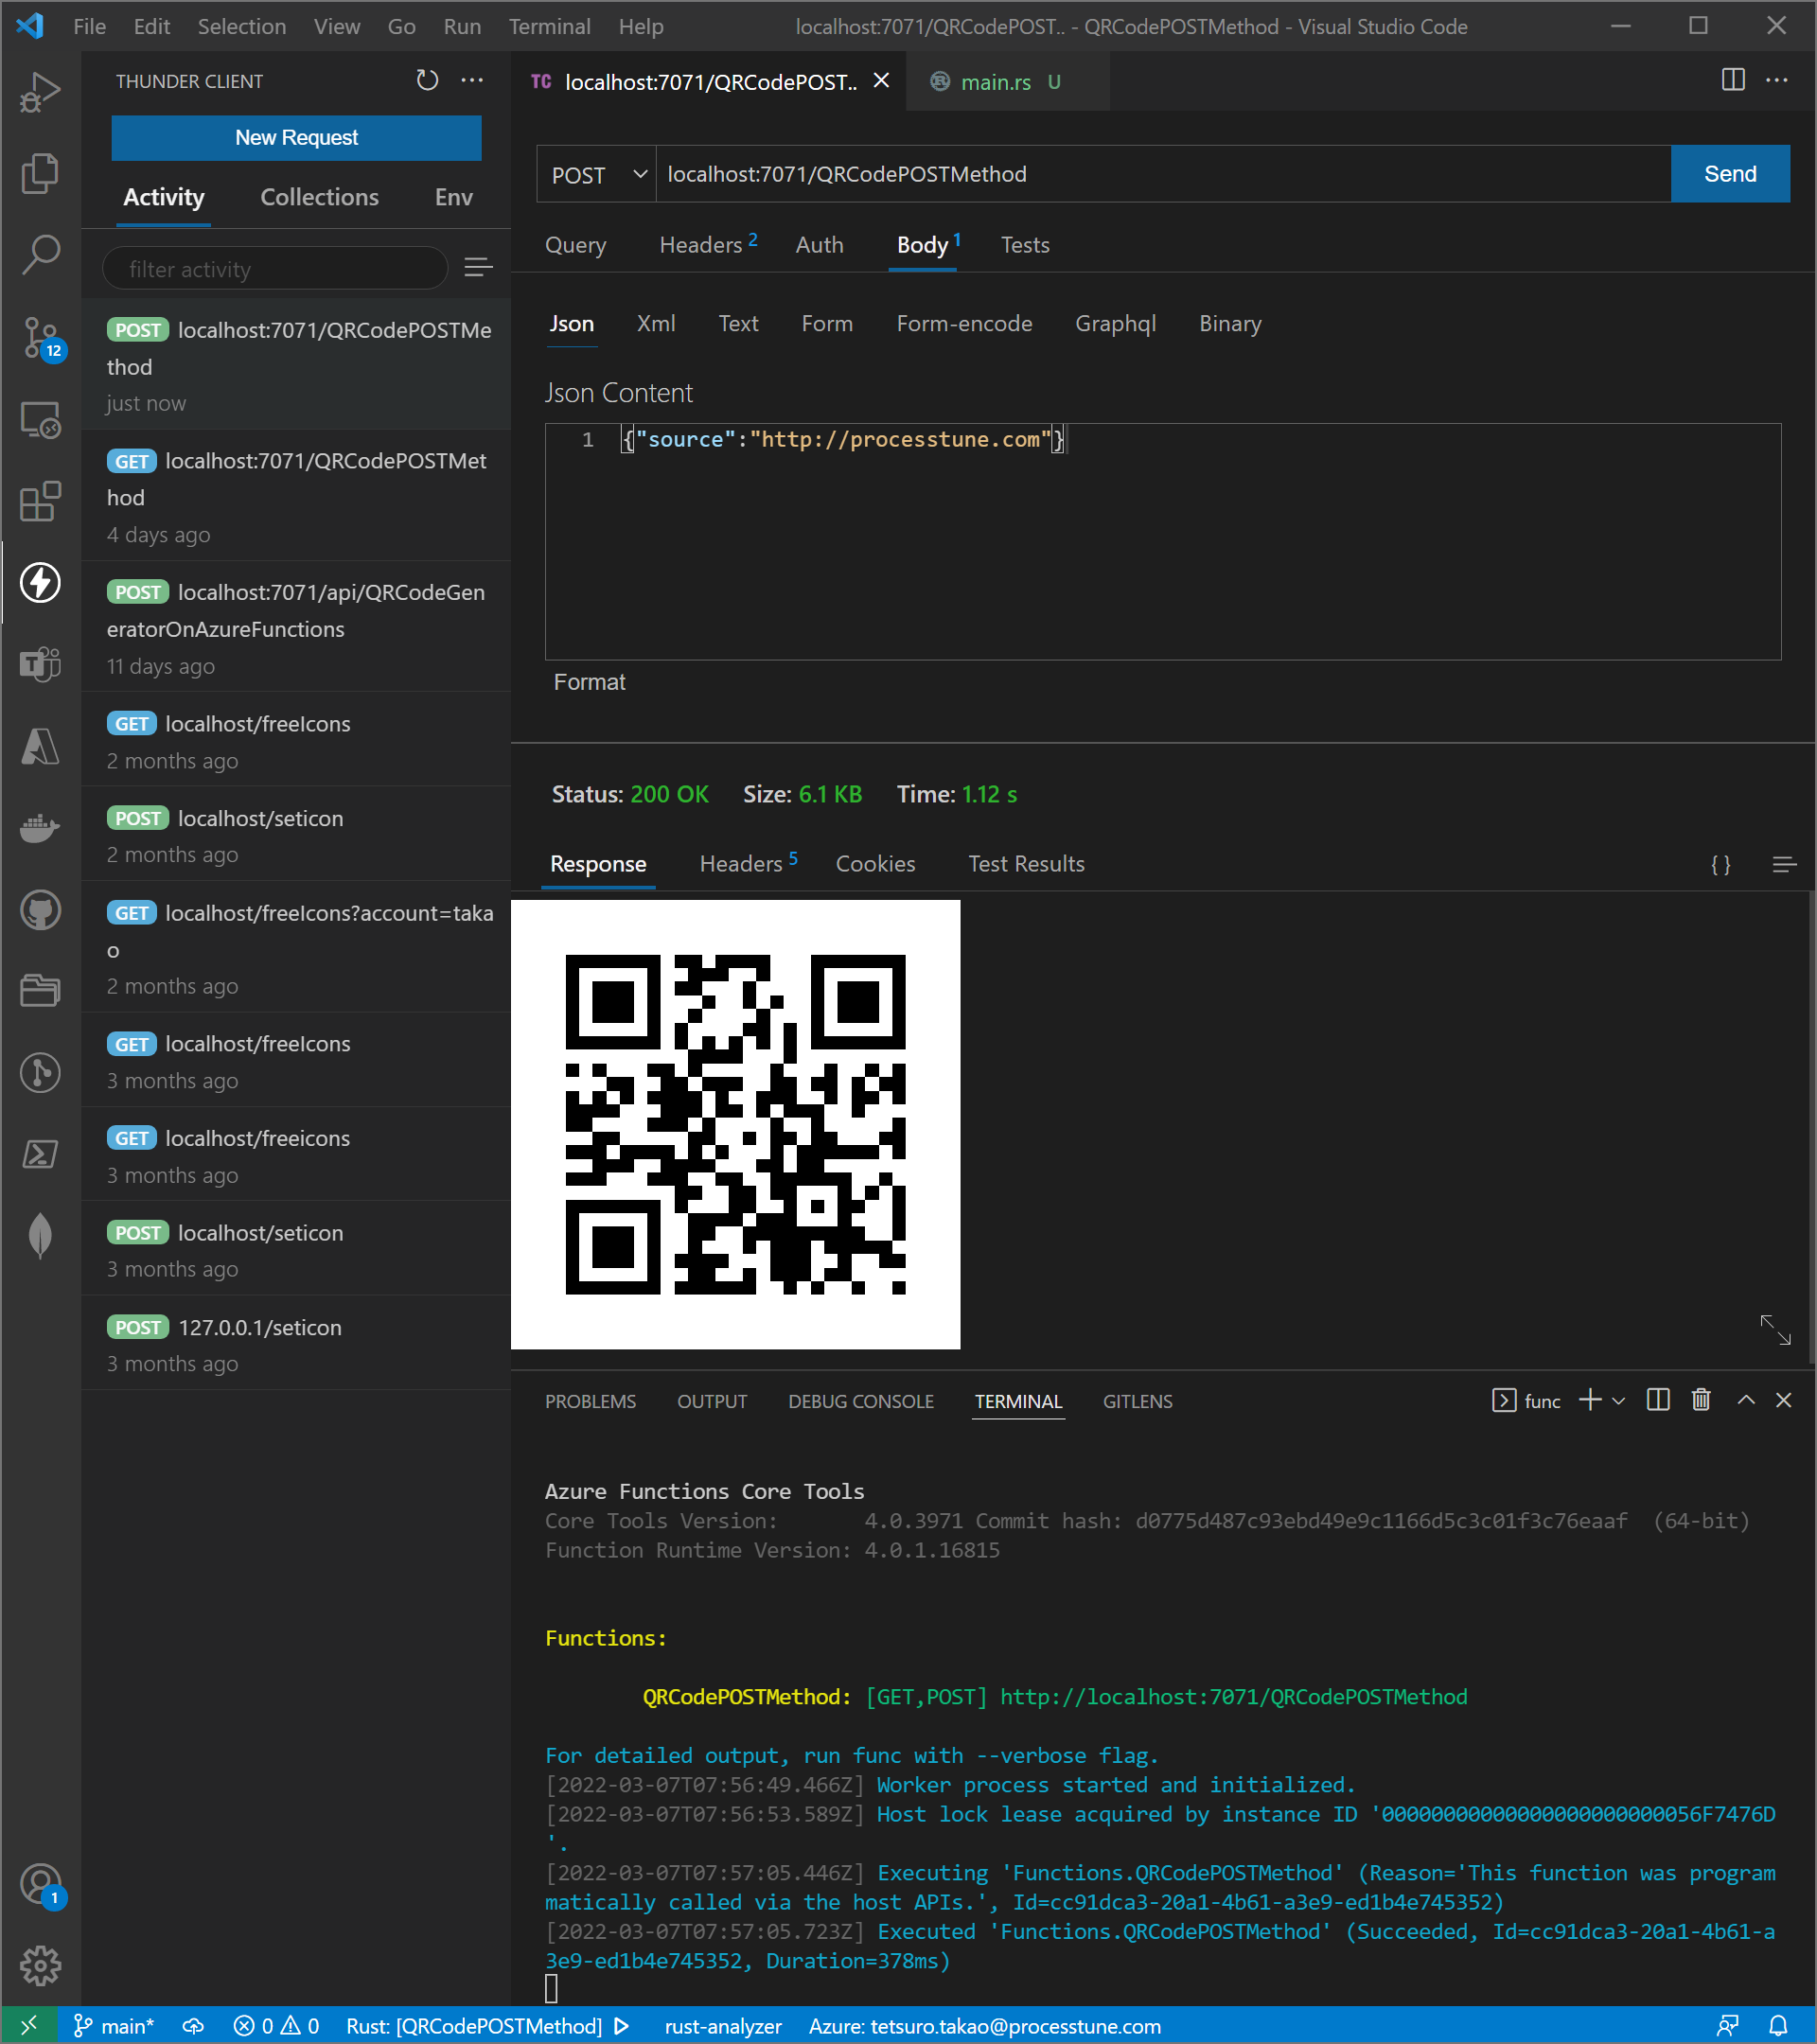 File Edit Selection View Go Run Terminal Help localhost:7071/QRCodePOST.. - QRCodePOSTMethod - Visual Studio Code
THUNDER CLIENT
New Request
Activity Collections Env
filter activity
POST localhost:7071/QRCodePOSTMe
thod
just now
GET localhost:7071/QRCodePOSTMet
hod
4 days ago
POST localhost:7071/api/QRCodeGen
eratorOnAzureFunctions
11 days ago
GET localhost/freeIcons
2 months ago
POST localhost/seticon
2 months ago
GET localhost/freeIcons?account=taka
o
2 months ago
GET localhost/freeIcons
3 months ago
GET localhost/freeicons
3 months ago
POST localhost/seticon
3 months ago
POST 127.0.0.1/seticon
3 months ago
12
1
TC localhost:7071/QRCodePOST.. main.rs U
POST localhost:7071/QRCodePOSTMethod Send
Query Headers 2 Auth Body 1 Tests
Json Xml Text Form Form-encode Graphql Binary
Json Content
1 {"source":"http://processtune.com"}
Format
Status: 200 OK Size: 6.1 KB Time: 1.12 s
Response Headers 5 Cookies Test Results { }
PROBLEMS OUTPUT DEBUG CONSOLE TERMINAL GITLENS func
Azure Functions Core Tools
Core Tools Version: 4.0.3971 Commit hash: d0775d487c93ebd49e9c1166d5c3c01f3c76eaaf (64-bit)
Function Runtime Version: 4.0.1.16815
Functions:
QRCodePOSTMethod: [GET,POST] http://localhost:7071/QRCodePOSTMethod
For detailed output, run func with --verbose flag.
[2022-03-07T07:56:49.466Z] Worker process started and initialized.
[2022-03-07T07:56:53.589Z] Host lock lease acquired by instance ID '00000000000000000000000056F7476D
'.
[2022-03-07T07:57:05.446Z] Executing 'Functions.QRCodePOSTMethod' (Reason='This function was program
matically called via the host APIs.', Id=cc91dca3-20a1-4b61-a3e9-ed1b4e745352)
[2022-03-07T07:57:05.723Z] Executed 'Functions.QRCodePOSTMethod' (Succeeded, Id=cc91dca3-20a1-4b61-a
3e9-ed1b4e745352, Duration=378ms)
main* 0 0 Rust: [QRCodePOSTMethod] rust-analyzer Azure: tetsuro.takao@processtune.com